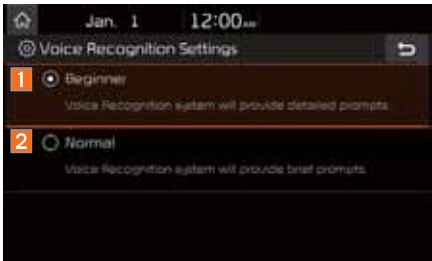 Jan. 1 12:00AM
Voice Recognition Settings
1 Beginner
Voice Recognition system will provide detailed prompts.
2 Normal
Voice Recognition system will provide brief prompts.